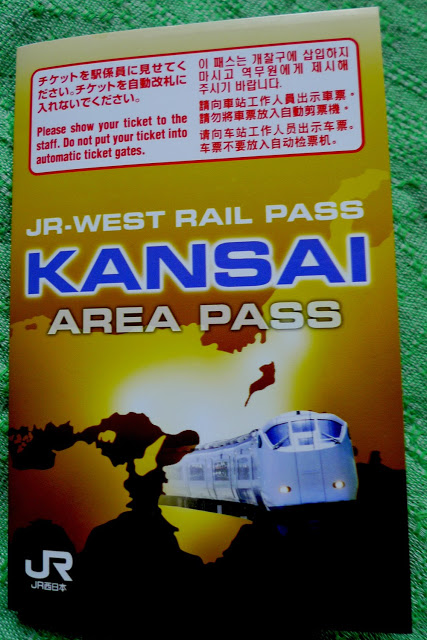 チケットを駅係員に見せてく
ださい。チケットを自動改札に
入れないでください。
Please show your ticket to the
staff. Do not put your ticket into
automatic ticket gates.
이 패스는 개찰구에 삽입하지
마시고 역무원에게 제시해
주시기 바랍니다.
請向車站工作人員出示車票。
請勿將車票放入自動剪票機。
请向车站工作人员出示车票。
车票不要放入自动检票机。
JR-WEST RAIL PASS
KANSAI
AREA PASS
JR
JR西日本